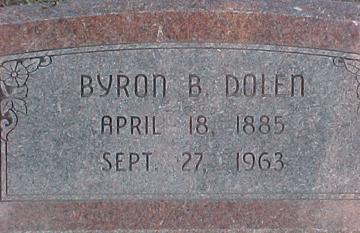 BYRON B. DOLEN
APRIL 18, 1885
SEPT. 27, 1963